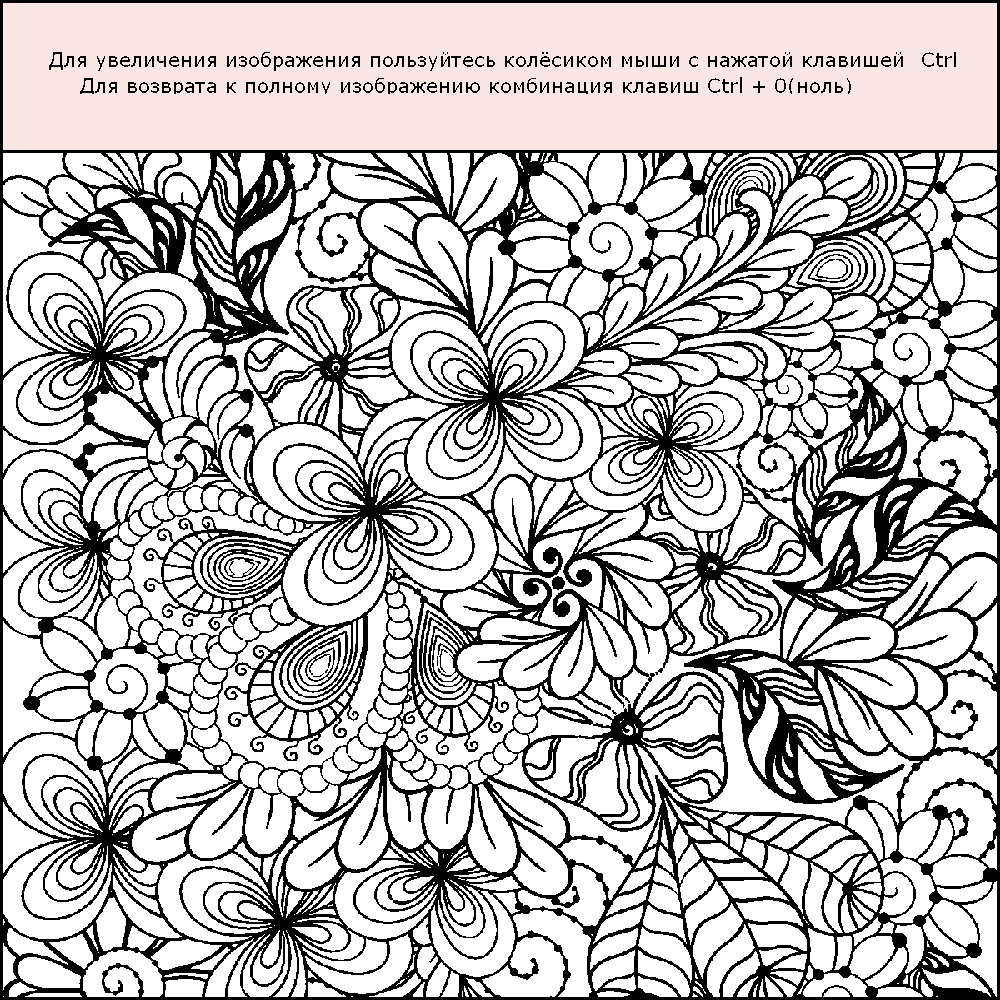 Для увеличения изображения пользуйтесь колёсиком мыши с нажатой клавишей Ctrl
Для возврата к полному изображению комбинация клавиш Ctrl + 0(ноль)